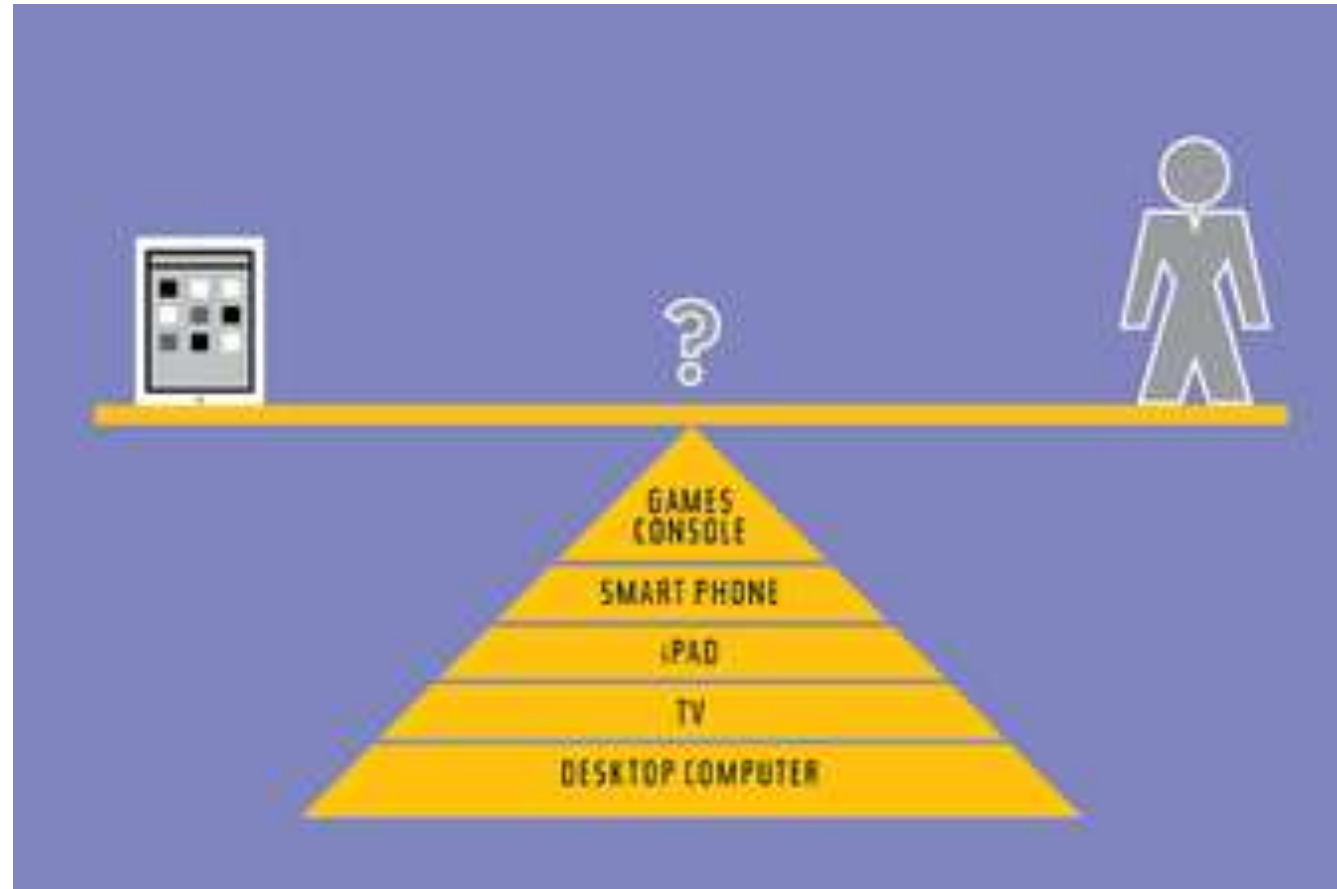 ?
GAMES
CONSOLE
SMART PHONE
iPAD
TV
DESKTOP COMPUTER